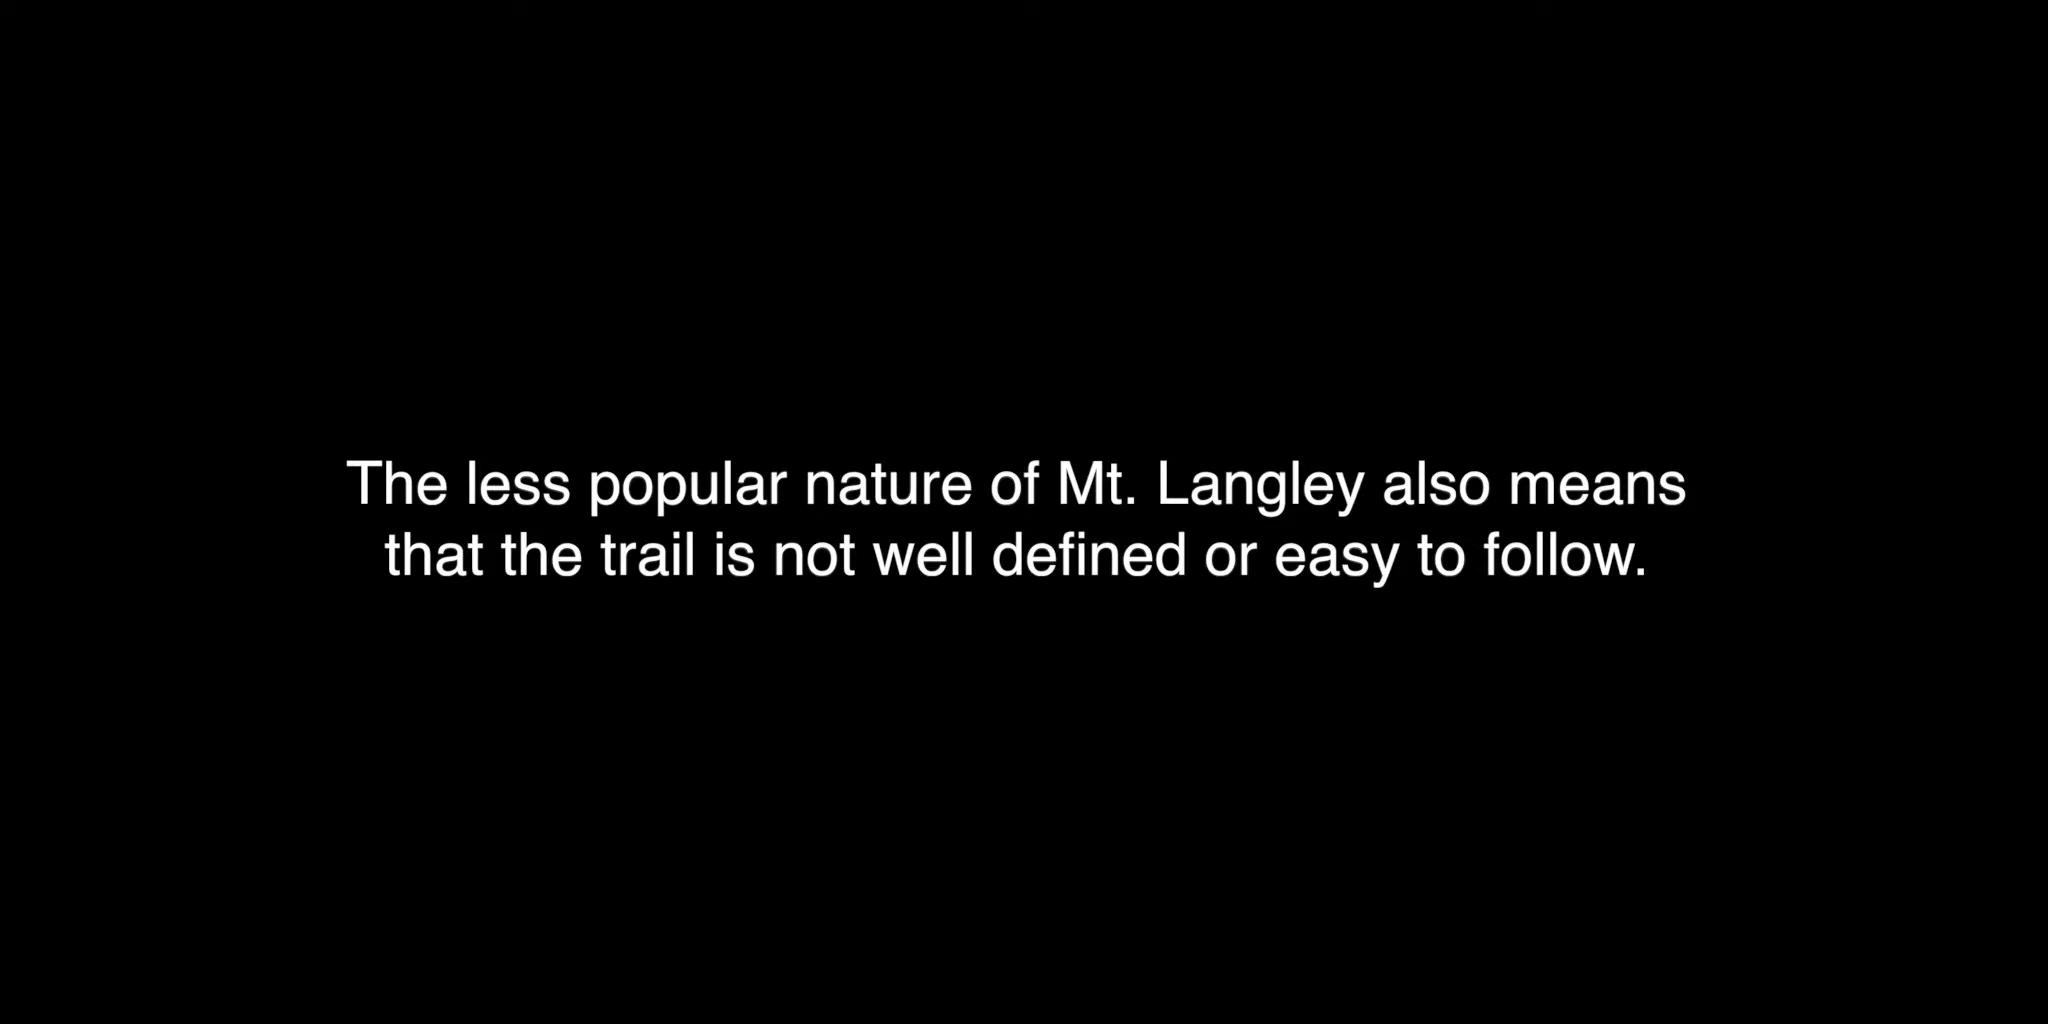 The less popular nature of Mt. Langley also means
that the trail is not well defined or easy to follow.